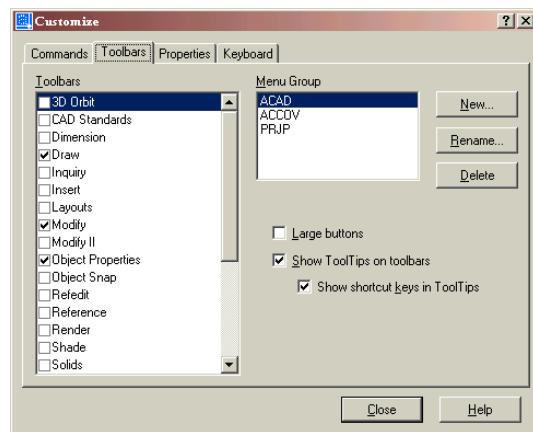 Customize
Commands Toolbars Properties Keyboard
Toolbars
3D Orbit
CAD Standards
Dimension
Draw
Inquiry
Insert
Layouts
Modify
Modify II
Object Properties
Object Snap
Refedit
Reference
Render
Shade
Solids
Menu Group
ACAD
ACCOV
PRJP
New...
Rename...
Delete
Large buttons
Show ToolTips on toolbars
Show shortcut keys in ToolTips
Close Help